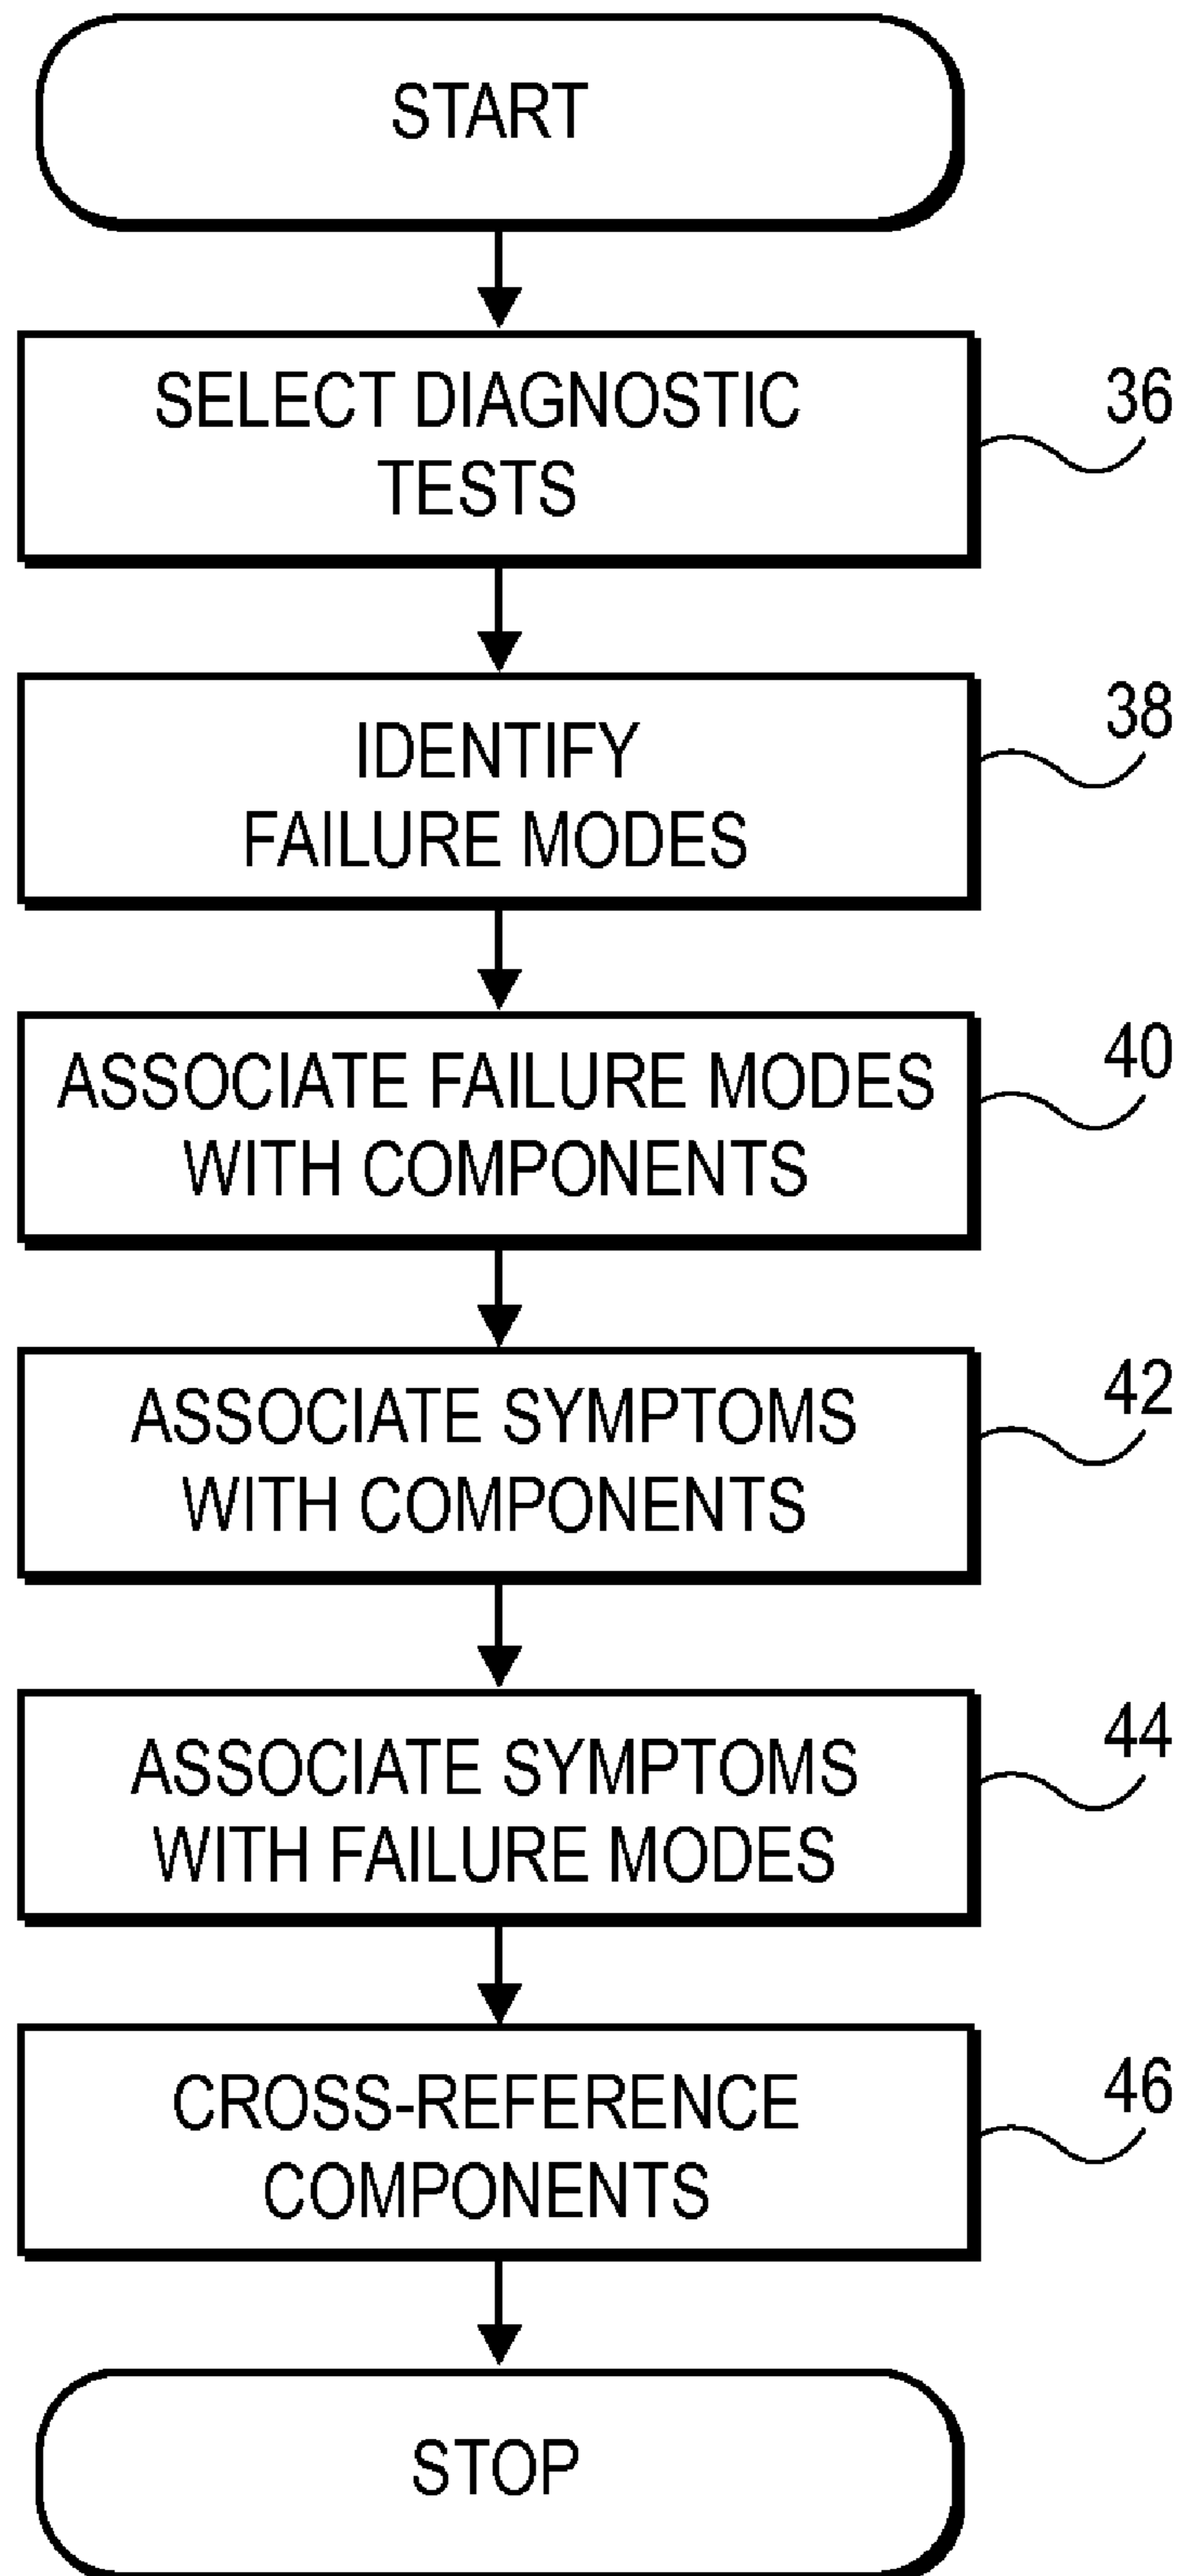 START
SELECT DIAGNOSTIC
TESTS
36
IDENTIFY
FAILURE MODES
38
ASSOCIATE FAILURE MODES
WITH COMPONENTS
40
ASSOCIATE SYMPTOMS
WITH COMPONENTS
42
ASSOCIATE SYMPTOMS
WITH FAILURE MODES
44
CROSS-REFERENCE
COMPONENTS
46
STOP